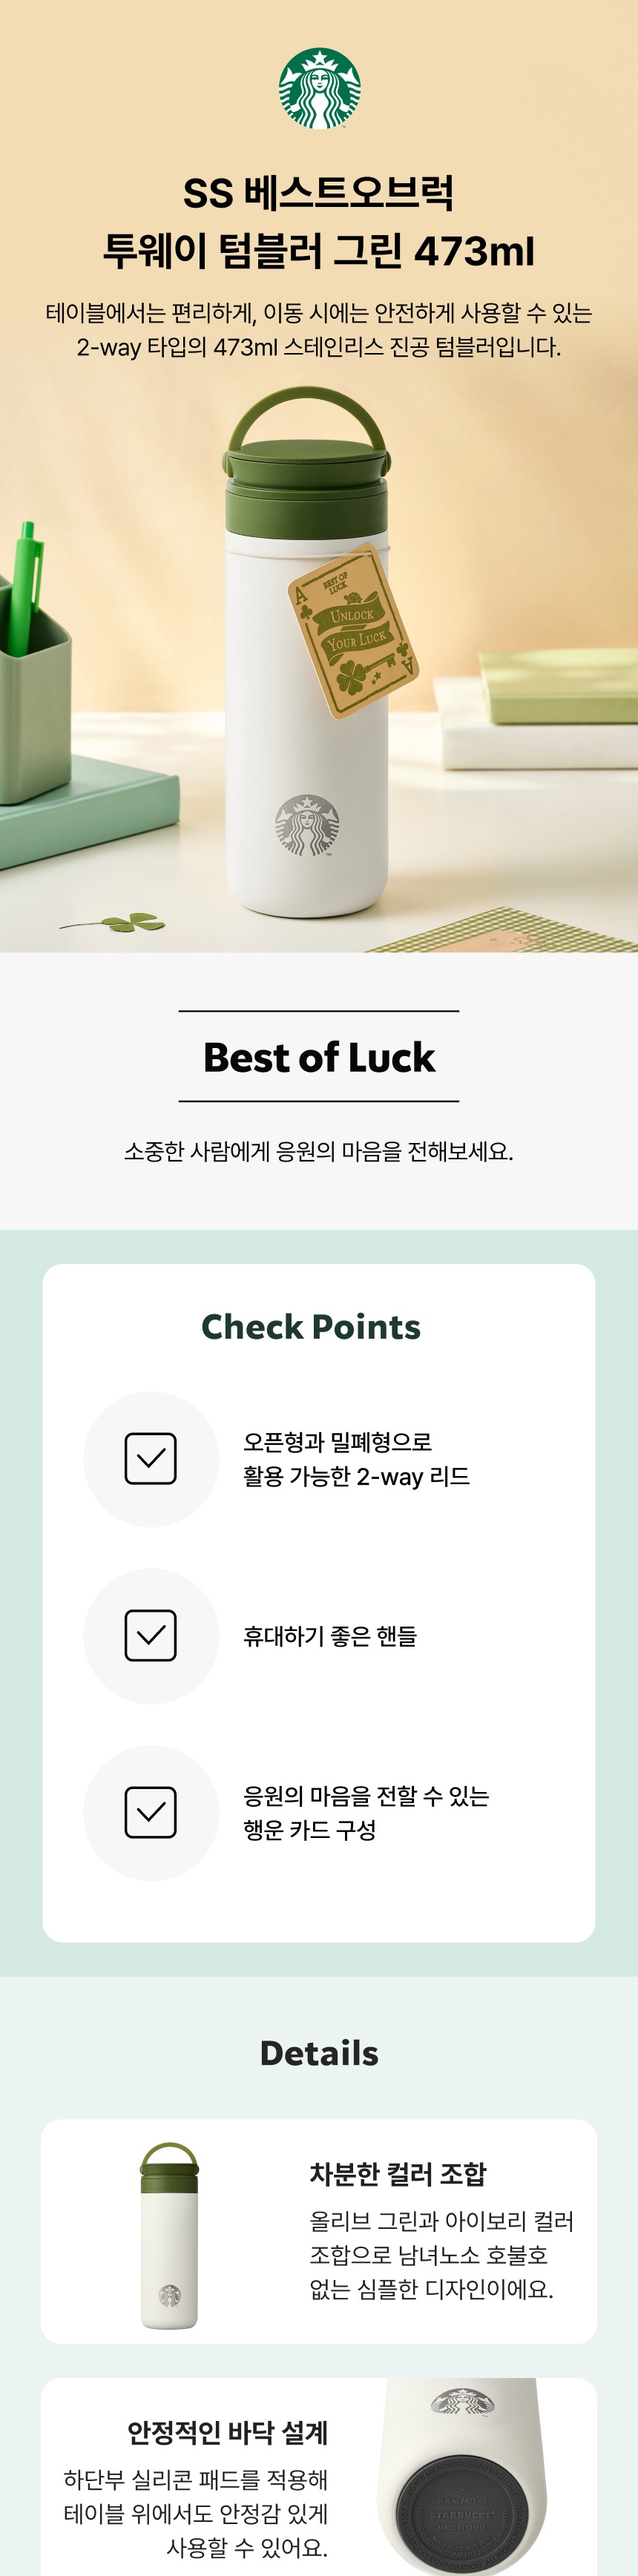 SS 베스트오브럭
투웨이 텀블러 그린 473ml
테이블에서는 편리하게, 이동 시에는 안전하게 사용할 수 있는
2-way 타입의 473ml 스테인리스 진공 텀블러입니다.
A
BEST OF
LUCK
UNLOCK
YOUR LUCK
A
Best of Luck
소중한 사람에게 응원의 마음을 전해보세요.
Check Points
오픈형과 밀폐형으로
활용 가능한 2-way 리드
휴대하기 좋은 핸들
응원의 마음을 전할 수 있는
행운 카드 구성
Details
차분한 컬러 조합
올리브 그린과 아이보리 컬러
조합으로 남녀노소 호불호
없는 심플한 디자인이에요.
안정적인 바닥 설계
하단부 실리콘 패드를 적용해
테이블 위에서도 안정감 있게
사용할 수 있어요.
STARBUCKS